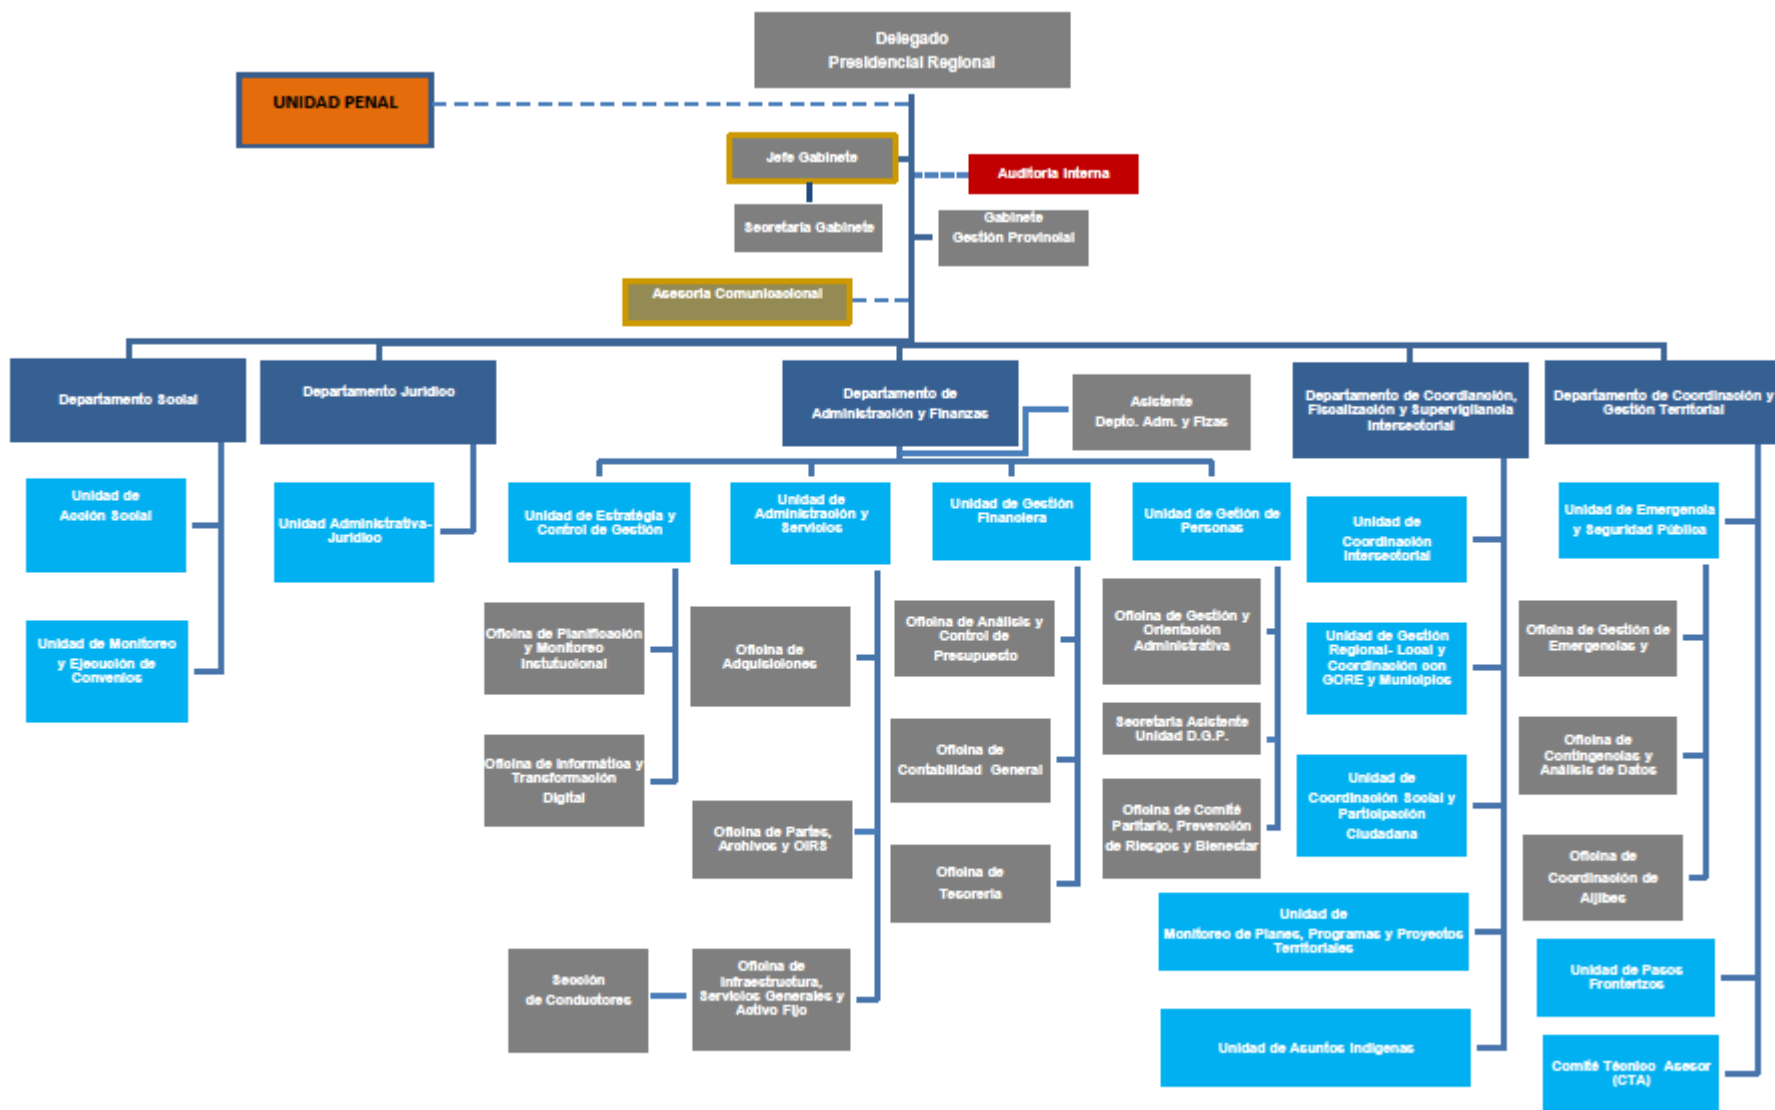 Delegado
Presidencial Regional
UNIDAD PENAL
Jefe Gabinete
Auditoria Interna
Secretaria Gabinete
Gabinete
Gestión Provincial
Asesoria Comunicacional
Departamento Social
Departamento Jurídico
Departamento de
Administración y Finanzas
Asistente
Depto. Adm. y Fizas
Departamento de Coordianción,
Fiscalización y Supervigilancia
Intersectorial
Departamento de Coordinación y
Gestión Territorial
Unidad de
Acción Social
Unidad Administrativa-
Jurídico
Unidad de Estratégia y
Control de Gestión
Unidad de
Administración y
Servicios
Unidad de Gestión
Financiera
Unidad de Getión de
Personas
Unidad de
Coordinación
Intersectorial
Unidad de Emergencia
y Seguridad Pública
Unidad de Monitoreo
y Ejecución de
Convenios
Oficina de Planificación
y Monitoreo
Instutucional
Oficina de
Adquisiciones
Oficina de Análisis y
Control de
Presupuesto
Oficina de Gestión y
Orientación
Administrativa
Unidad de Gestión
Regional- Local y
Coordinación con
GORE y Municipios
Oficina de Gestión de
Emergencias y
Secretaria Asistente
Unidad D.G.P.
Oficina de Informática y
Transformación
Digital
Oficina de
Contabilidad General
Oficina de
Contingencias y
Análisis de Datos
Oficina de Partes,
Archivos y OIRS
Oficina de Comité
Paritario, Prevención
de Riesgos y Bienestar
Unidad de
Coordinación Social y
Participación
Ciudadana
Oficina de
Tesorería
Oficina de
Coordinación de
Aljibes
Unidad de
Monitoreo de Planes, Programas y Proyectos
Territoriales
Sección
de Conductores
Oficina de
Infraestructura,
Servicios Generales y
Activo Fijo
Unidad de Pasos
Fronterizos
Unidad de Asuntos Indígenas
Comité Técnico Asesor
(CTA)